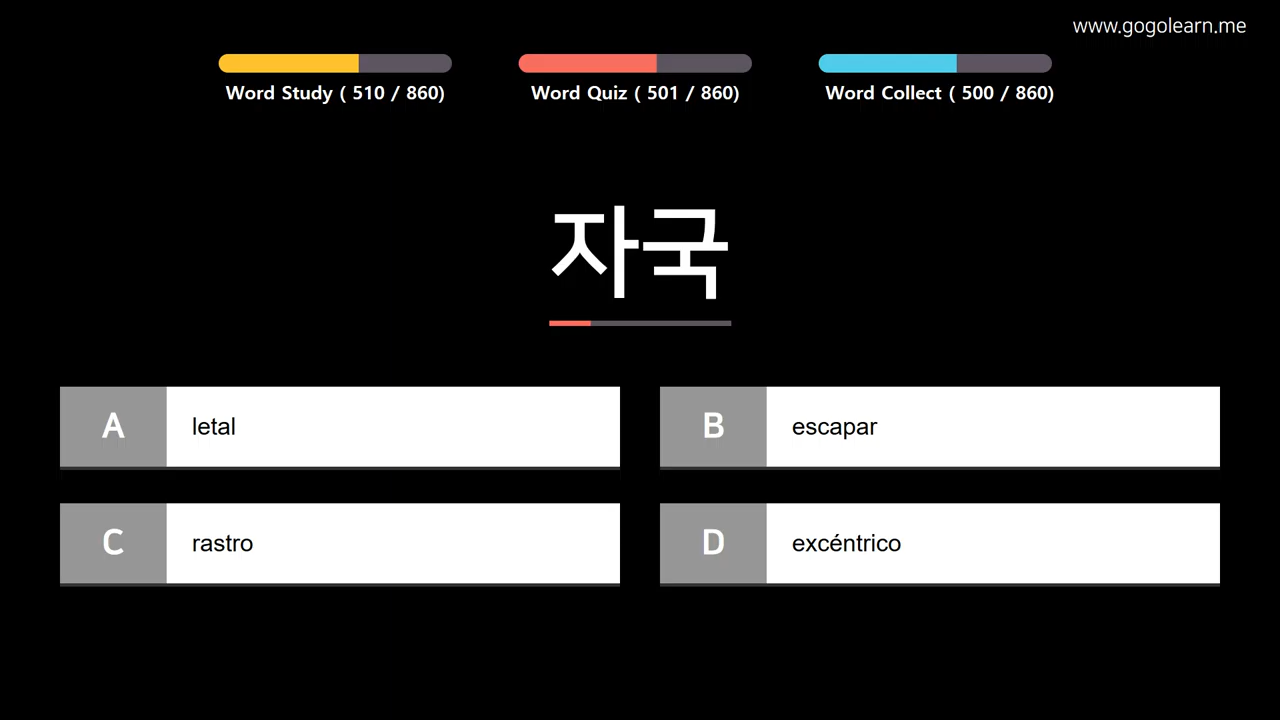 www.gogolearn.me
Word Study ( 510 / 860)
Word Quiz ( 501 / 860)
Word Collect ( 500 / 860)
자국
A letal
B escapar
C rastro
D excéntrico